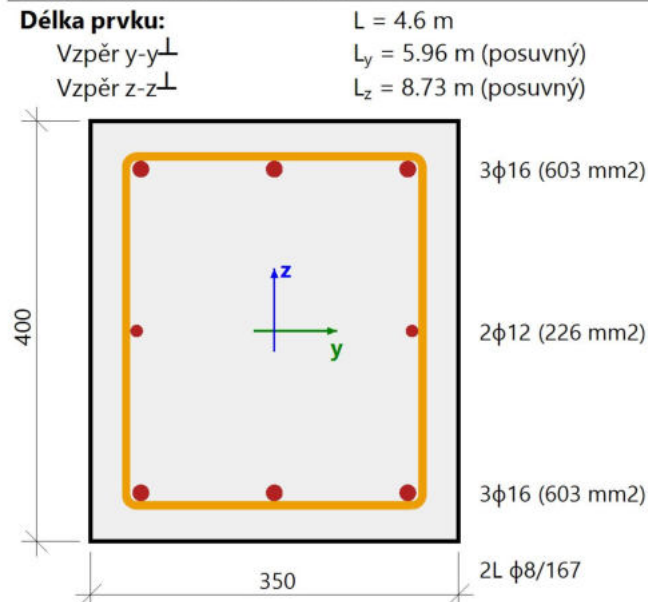 Délka prvku: L = 4.6 m
Vzpěr y-y┴ Ly = 5.96 m (posuvný)
Vzpěr z-z┴ Lz = 8.73 m (posuvný)
3ϕ16 (603 mm2)
z
400
y
2ϕ12 (226 mm2)
3ϕ16 (603 mm2)
350
2L ϕ8/167